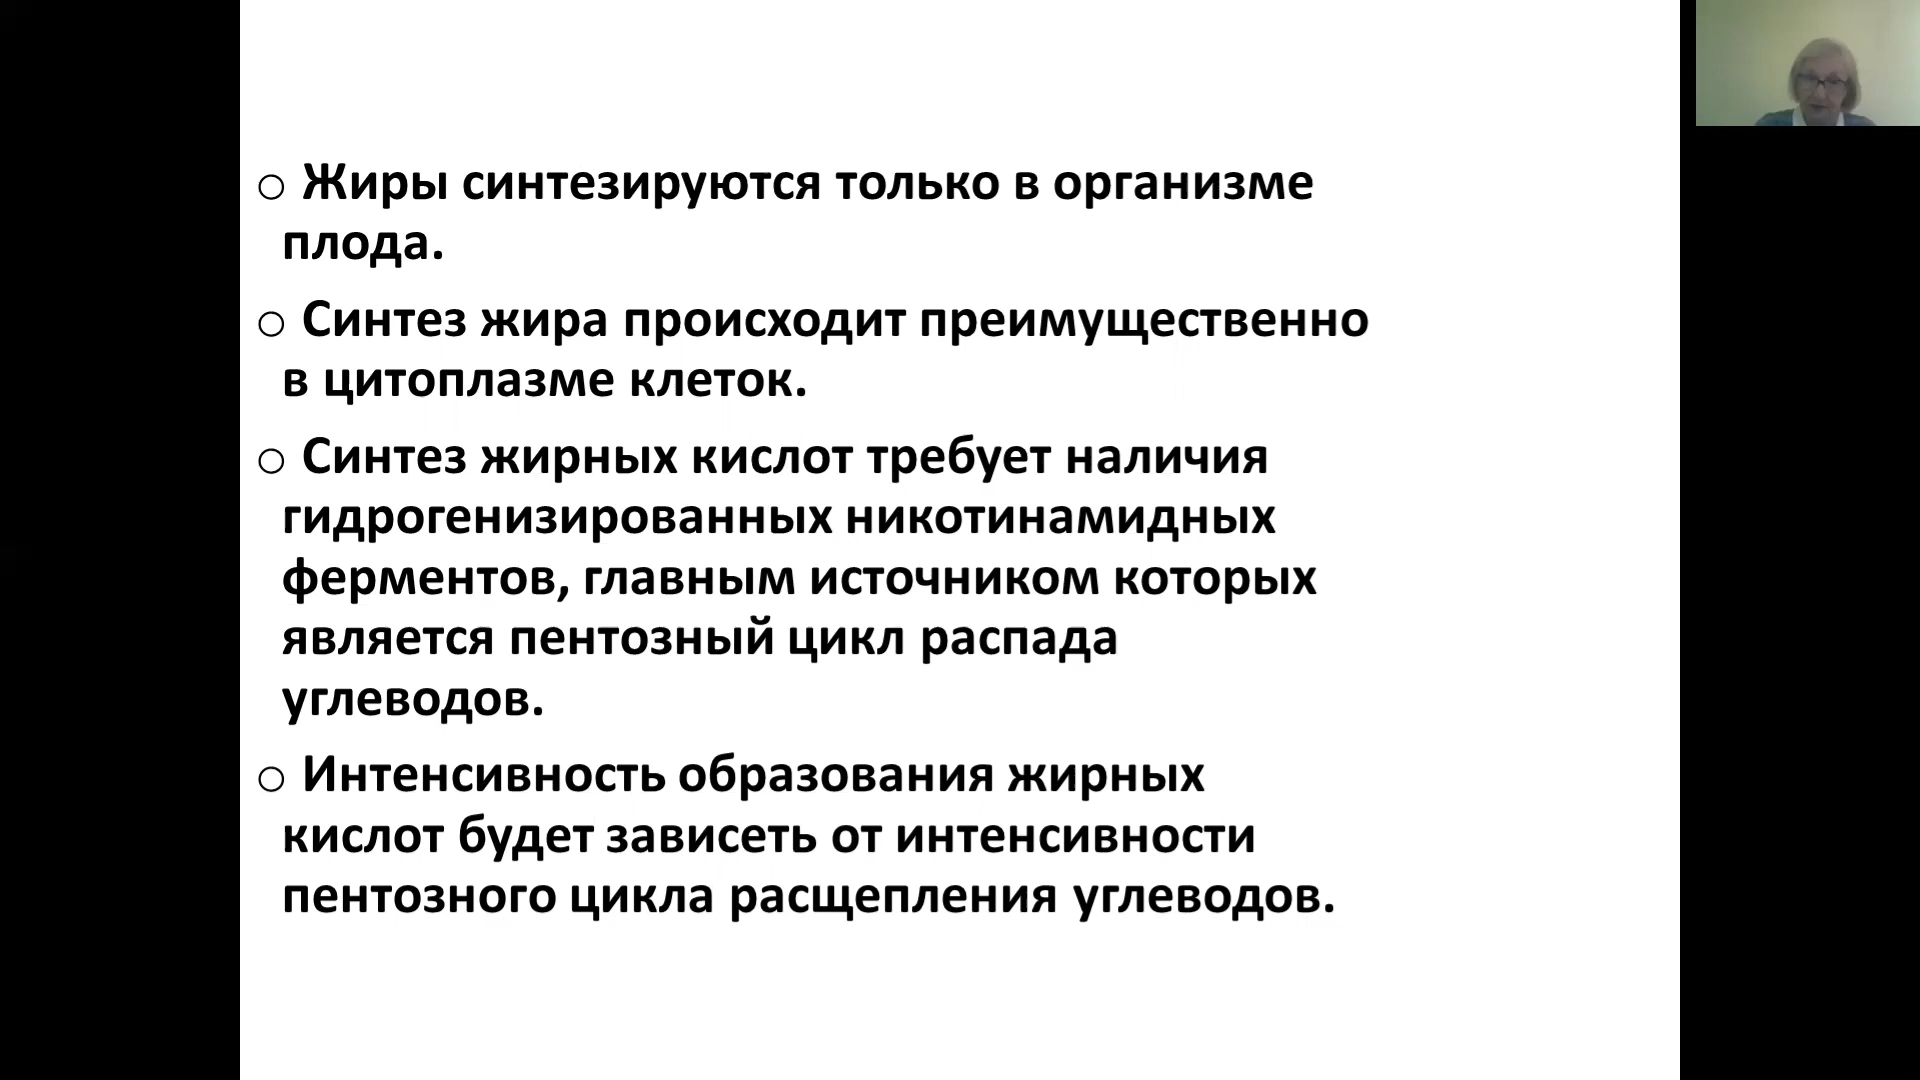 ○ Жиры синтезируются только в организме
плода.
○ Синтез жира происходит преимущественно
в цитоплазме клеток.
○ Синтез жирных кислот требует наличия
гидрогенизированных никотинамидных
ферментов, главным источником которых
является пентозный цикл распада
углеводов.
○ Интенсивность образования жирных
кислот будет зависеть от интенсивности
пентозного цикла расщепления углеводов.